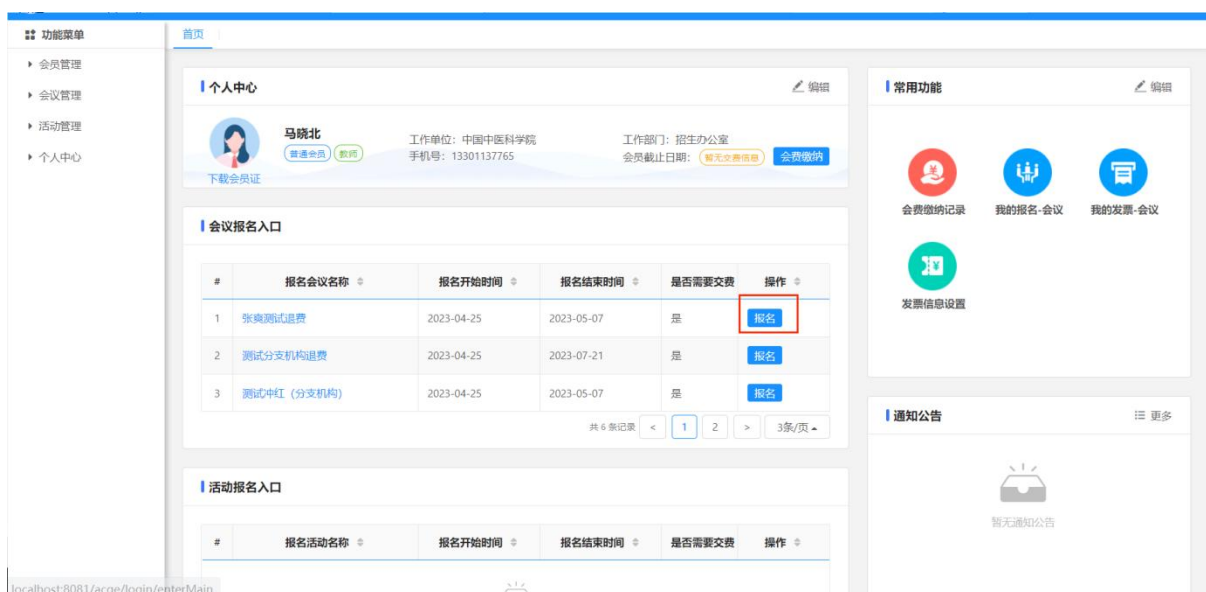 功能菜单
首页
会员管理
会议管理
活动管理
个人中心
个人中心
编辑
马晓北
普通会员 教师
下载会员证
工作单位：中国中医科学院
工作部门：招生办公室
手机号：13301137765
会员截止日期： 暂无交费信息 会费缴纳
会议报名入口
# 报名会议名称 报名开始时间 报名结束时间 是否需要交费 操作
1 张爽测试退费 2023-04-25 2023-05-07 是 报名
2 测试分支机构退费 2023-04-25 2023-07-21 是 报名
3 测试冲红（分支机构） 2023-04-25 2023-05-07 是 报名
共 6 条记录 < 1 2 > 3条/页
活动报名入口
# 报名活动名称 报名开始时间 报名结束时间 是否需要交费 操作
常用功能
编辑
会费缴纳记录 我的报名-会议 我的发票-会议
发票信息设置
通知公告
更多
暂无通知公告
localhost:8081/acge/login/enterMain